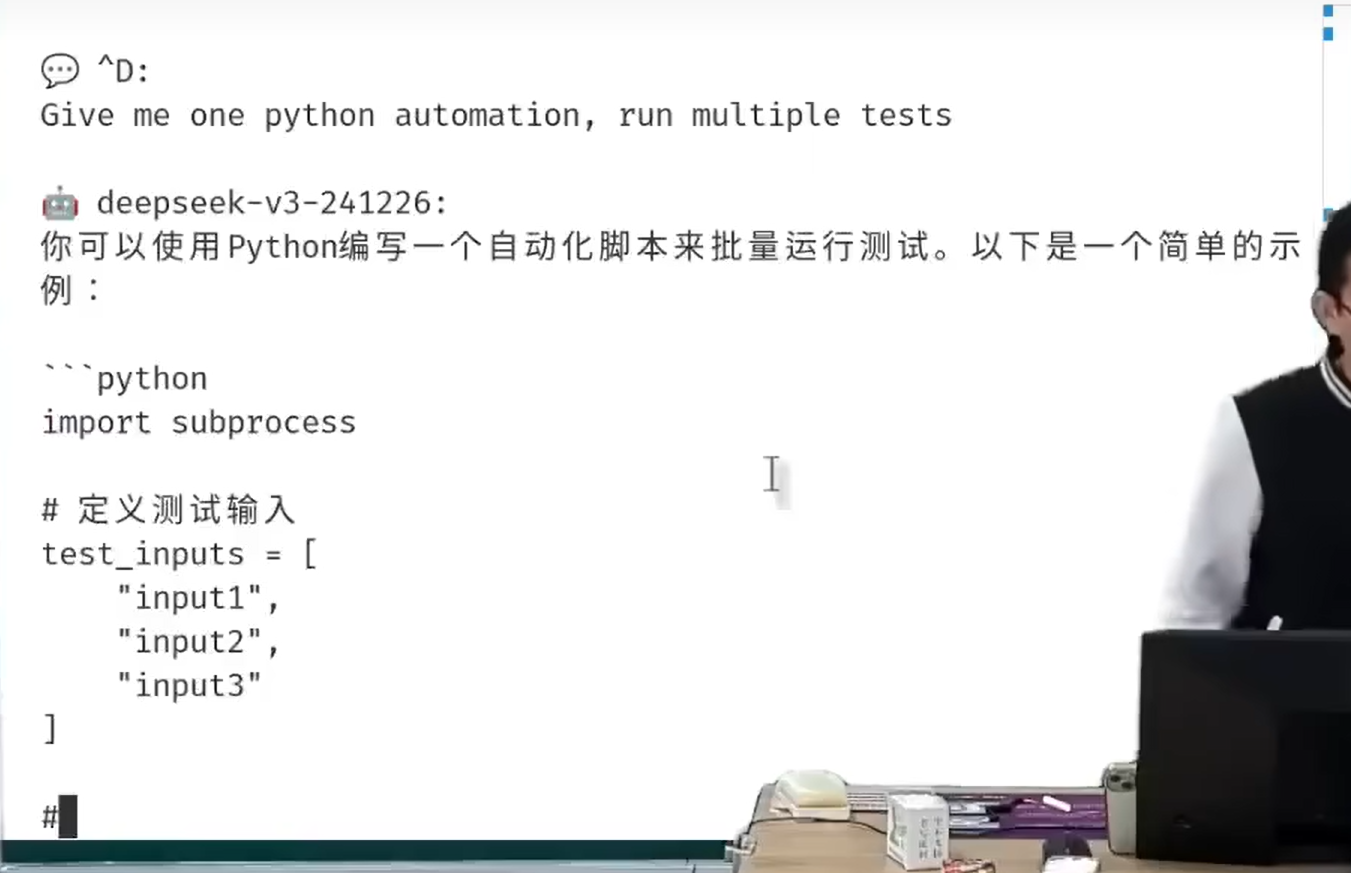 💬 ^D:
Give me one python automation, run multiple tests
🤖 deepseek-v3-241226:
你可以使用Python编写一个自动化脚本来批量运行测试。以下是一个简单的示
例：
```python
import subprocess
# 定义测试输入
test_inputs = [
    "input1",
    "input2",
    "input3"
]
#